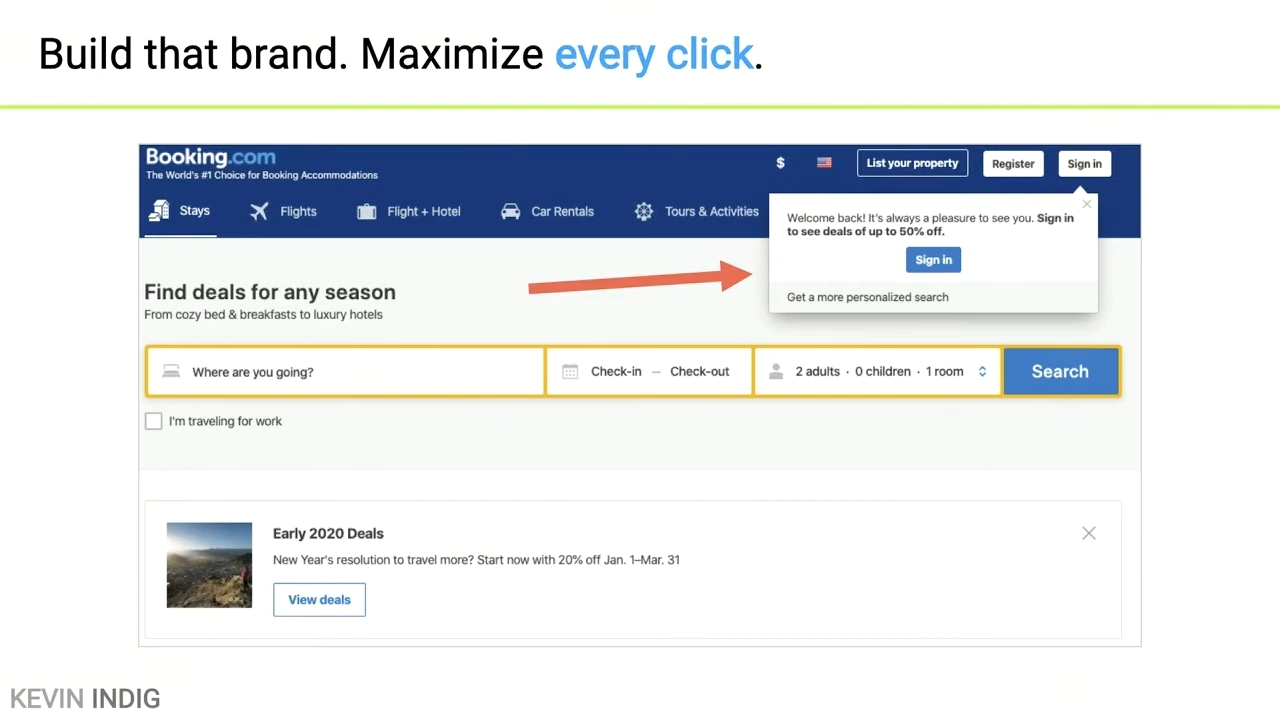 Build that brand. Maximize every click.
Booking.com
The World's #1 Choice for Booking Accommodations
$
List your property
Register
Sign in
Stays
Flights
Flight + Hotel
Car Rentals
Tours & Activities
Welcome back! It's always a pleasure to see you. Sign in
to see deals of up to 50% off.
Sign in
Get a more personalized search
Find deals for any season
From cozy bed & breakfasts to luxury hotels
Where are you going?
Check-in — Check-out
2 adults · 0 children · 1 room
Search
I'm traveling for work
Early 2020 Deals
New Year's resolution to travel more? Start now with 20% off Jan. 1–Mar. 31
View deals
KEVIN INDIG